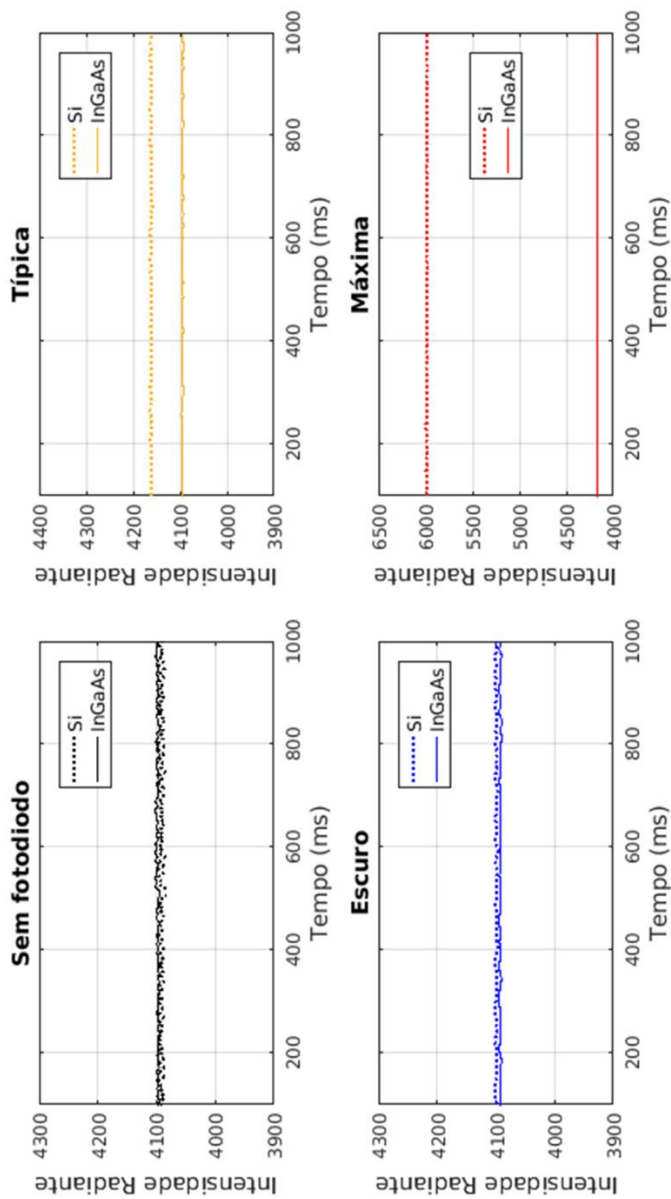 Sem fotodiodo
Intensidade Radiante
4300
4200
4100
4000
3900
Si
InGaAs
200
400
600
800
1000
Tempo (ms)
Típica
Intensidade Radiante
4400
4300
4200
4100
4000
3900
Si
InGaAs
200
400
600
800
1000
Tempo (ms)
Escuro
Intensidade Radiante
4300
4200
4100
4000
3900
Si
InGaAs
200
400
600
800
1000
Tempo (ms)
Máxima
Intensidade Radiante
6500
6000
5500
5000
4500
4000
Si
InGaAs
200
400
600
800
1000
Tempo (ms)